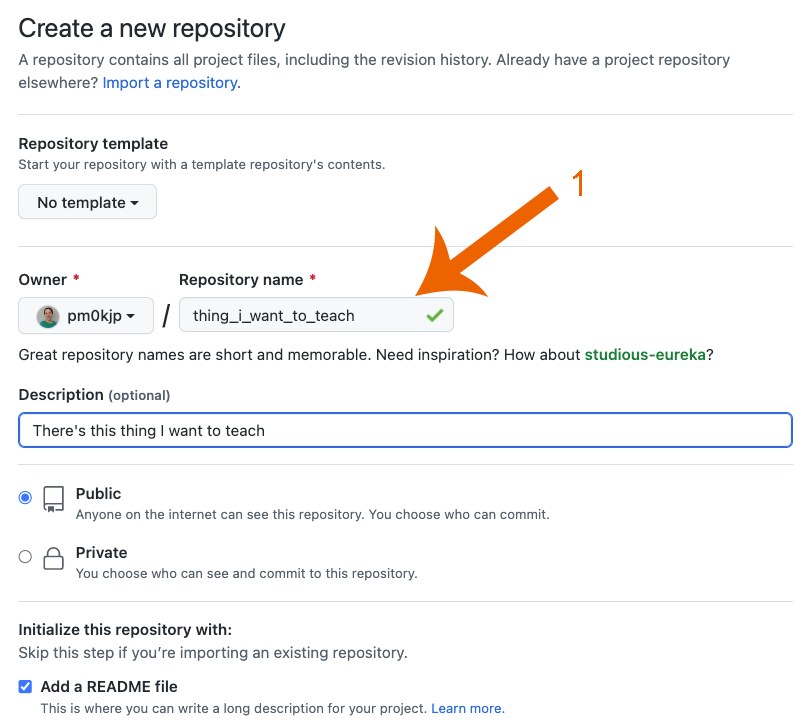 Create a new repository
A repository contains all project files, including the revision history. Already have a project repository
elsewhere? Import a repository.
Repository template
Start your repository with a template repository's contents.
No template
1
Owner * Repository name *
pm0kjp / thing_i_want_to_teach
Great repository names are short and memorable. Need inspiration? How about studious-eureka?
Description (optional)
There's this thing I want to teach
Public
Anyone on the internet can see this repository. You choose who can commit.
Private
You choose who can see and commit to this repository.
Initialize this repository with:
Skip this step if you’re importing an existing repository.
Add a README file
This is where you can write a long description for your project. Learn more.